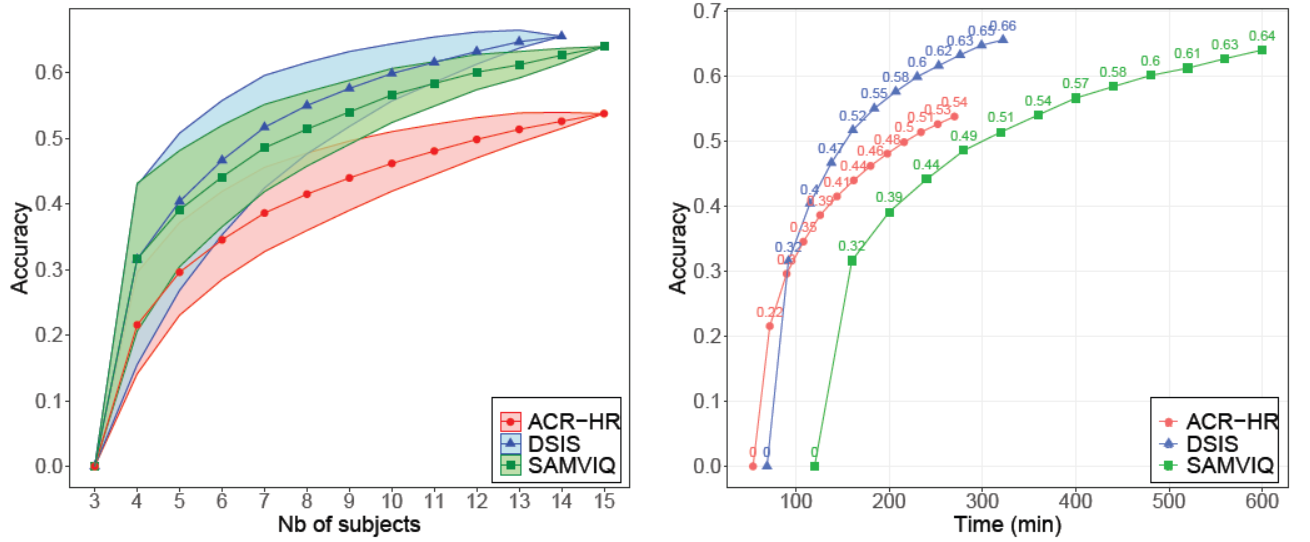 Accuracy
0.6
0.5
0.4
0.3
0.2
0.1
0.0
3 4 5 6 7 8 9 10 11 12 13 14 15
Nb of subjects
ACR−HR
DSIS
SAMVIQ
Accuracy
0.7
0.6
0.5
0.4
0.3
0.2
0.1
0.0
0 0.22 0.35 0.39 0.41 0.44 0.46 0.48 0.5 0.51 0.53 0.54
0 0.32 0.4 0.47 0.52 0.55 0.58 0.6 0.62 0.63 0.65 0.66
0 0.32 0.39 0.44 0.49 0.51 0.54 0.57 0.58 0.6 0.61 0.63 0.64
100 200 300 400 500 600
Time (min)
ACR−HR
DSIS
SAMVIQ